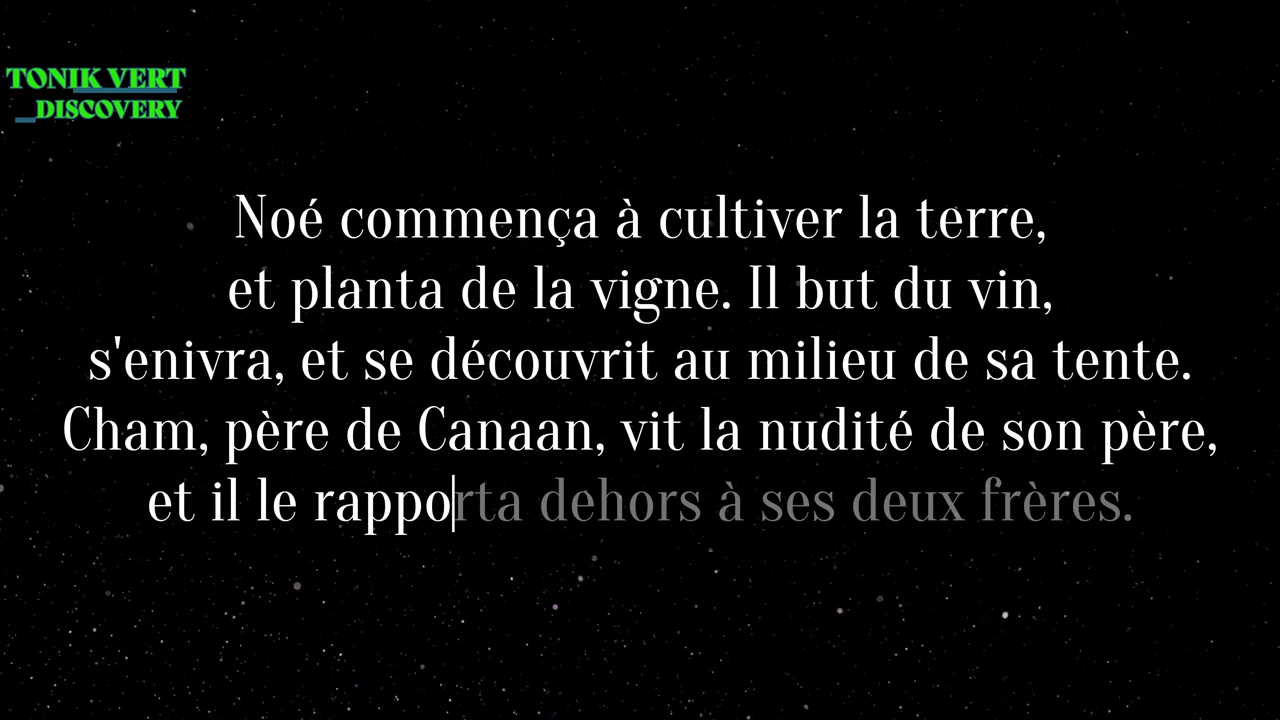 TONIK VERT
DISCOVERY
Noé commença à cultiver la terre,
et planta de la vigne. Il but du vin,
s'enivra, et se découvrit au milieu de sa tente.
Cham, père de Canaan, vit la nudité de son père,
et il le rapporta dehors à ses deux frères.